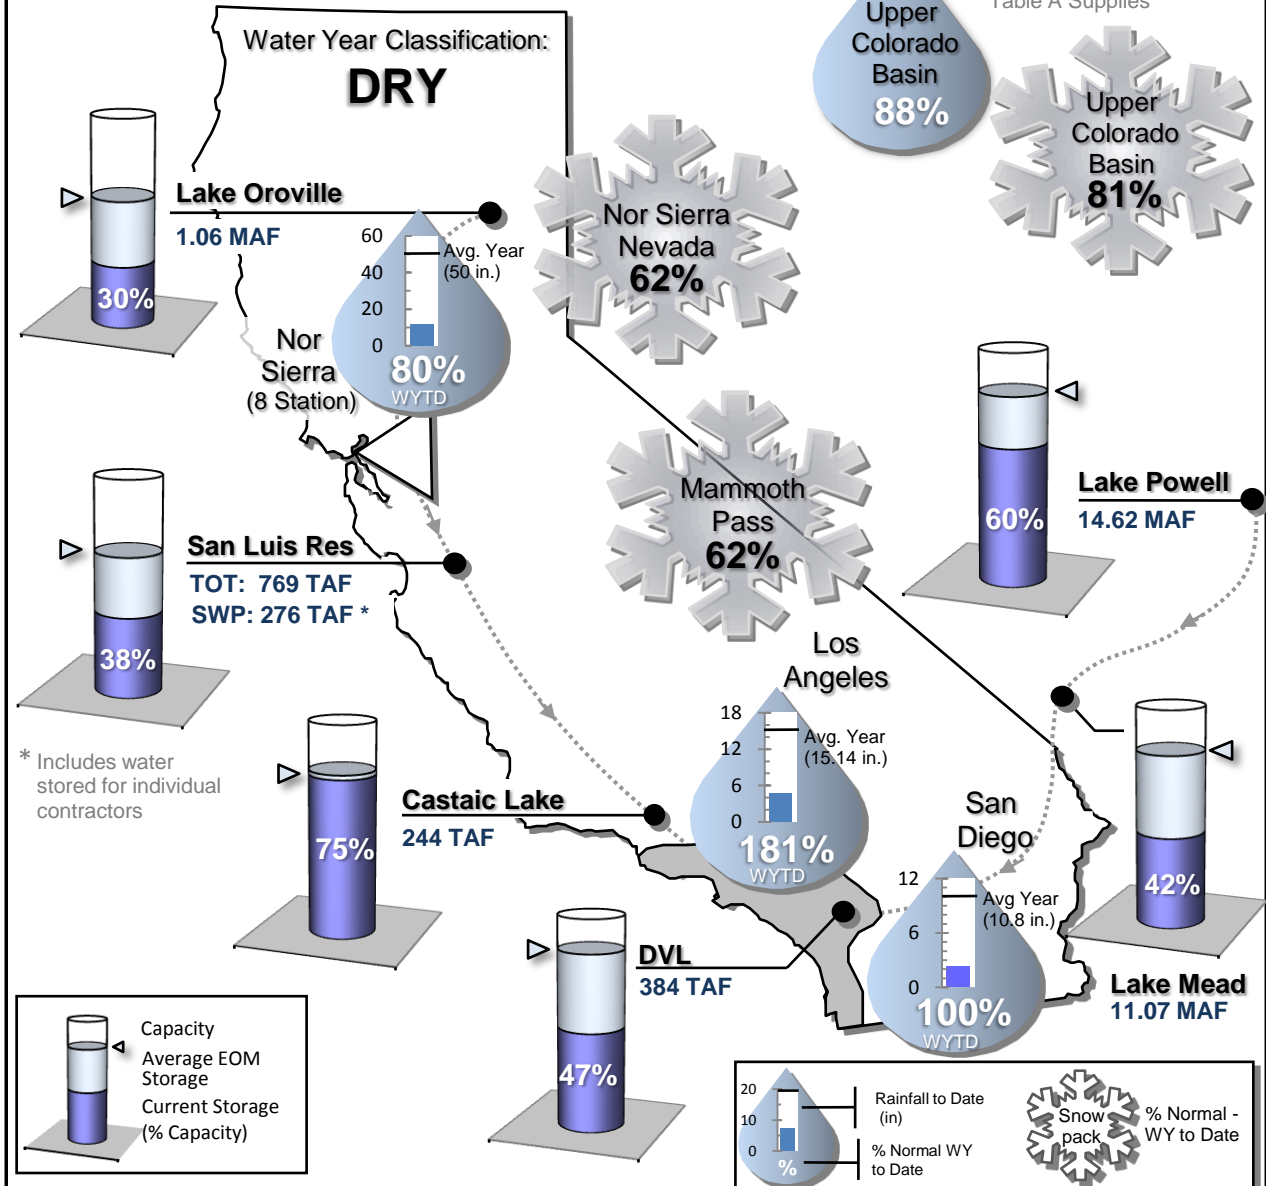 Table A Supplies
Water Year Classification:
DRY
Upper
Colorado
Basin
88%
Upper
Colorado
Basin
81%
Lake Oroville
1.06 MAF
30%
60
40
20
0
Avg. Year
(50 in.)
80%
WYTD
Nor
Sierra
(8 Station)
Nor Sierra
Nevada
62%
Mammoth
Pass
62%
60%
Lake Powell
14.62 MAF
San Luis Res
TOT: 769 TAF
SWP: 276 TAF *
38%
* Includes water
stored for individual
contractors
75%
Castaic Lake
244 TAF
Los
Angeles
18
12
6
0
Avg. Year
(15.14 in.)
181%
WYTD
San
Diego
12
6
0
Avg Year
(10.8 in.)
100%
WYTD
42%
Lake Mead
11.07 MAF
DVL
384 TAF
47%
Capacity
Average EOM
Storage
Current Storage
(% Capacity)
20
10
0
%
Rainfall to Date
(in)
% Normal WY
to Date
Snow
pack
% Normal -
WY to Date